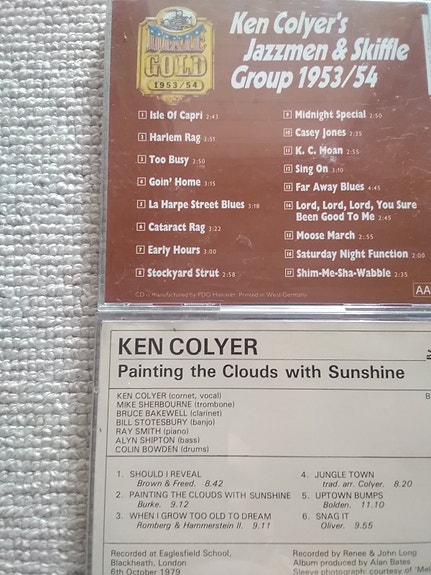 DIXIE
GOLD
1953/54
Ken Colyer's
Jazzmen & Skiffle
Group 1953/54
1 Isle Of Capri 2:43
2 Harlem Rag 2:51
3 Too Busy 2:50
4 Goin' Home 3:15
5 La Harpe Street Blues 3:18
6 Cataract Rag 3:22
7 Early Hours 3:00
8 Stockyard Strut 2:58
9 Midnight Special 2:50
10 Casey Jones 2:35
11 K. C. Moan 2:55
12 Sing On 3:10
13 Far Away Blues 4:45
14 Lord, Lord, Lord, You Sure
Been Good To Me 2:45
15 Moose March 2:55
16 Saturday Night Function 2:00
17 Shim-Me-Sha-Wabble 2:35
CD is manufactured by PDO Hannover. Printed in West Germany
AA
KEN COLYER
Painting the Clouds with Sunshine
KEN COLYER (cornet, vocal)
MIKE SHERBOURNE (trombone)
BRUCE BAKEWELL (clarinet)
BILL STOTESBURY (banjo)
RAY SMITH (piano)
ALYN SHIPTON (bass)
COLIN BOWDEN (drums)
1. SHOULD I REVEAL
Brown & Freed. 8.42
2. PAINTING THE CLOUDS WITH SUNSHINE
Burke. 9.12
3. WHEN I GROW TOO OLD TO DREAM
Romberg & Hammerstein II. 9.11
4. JUNGLE TOWN
trad. arr. Colyer. 8.20
5. UPTOWN BUMPS
Bolden. 11.10
6. SNAG IT
Oliver. 9.55
Recorded at Eaglesfield School,
Blackheath, London
6th October 1979
Recorded by Renee & John Long
Album produced by Alan Bates
Sleeve photograph: courtesy of 'Mel